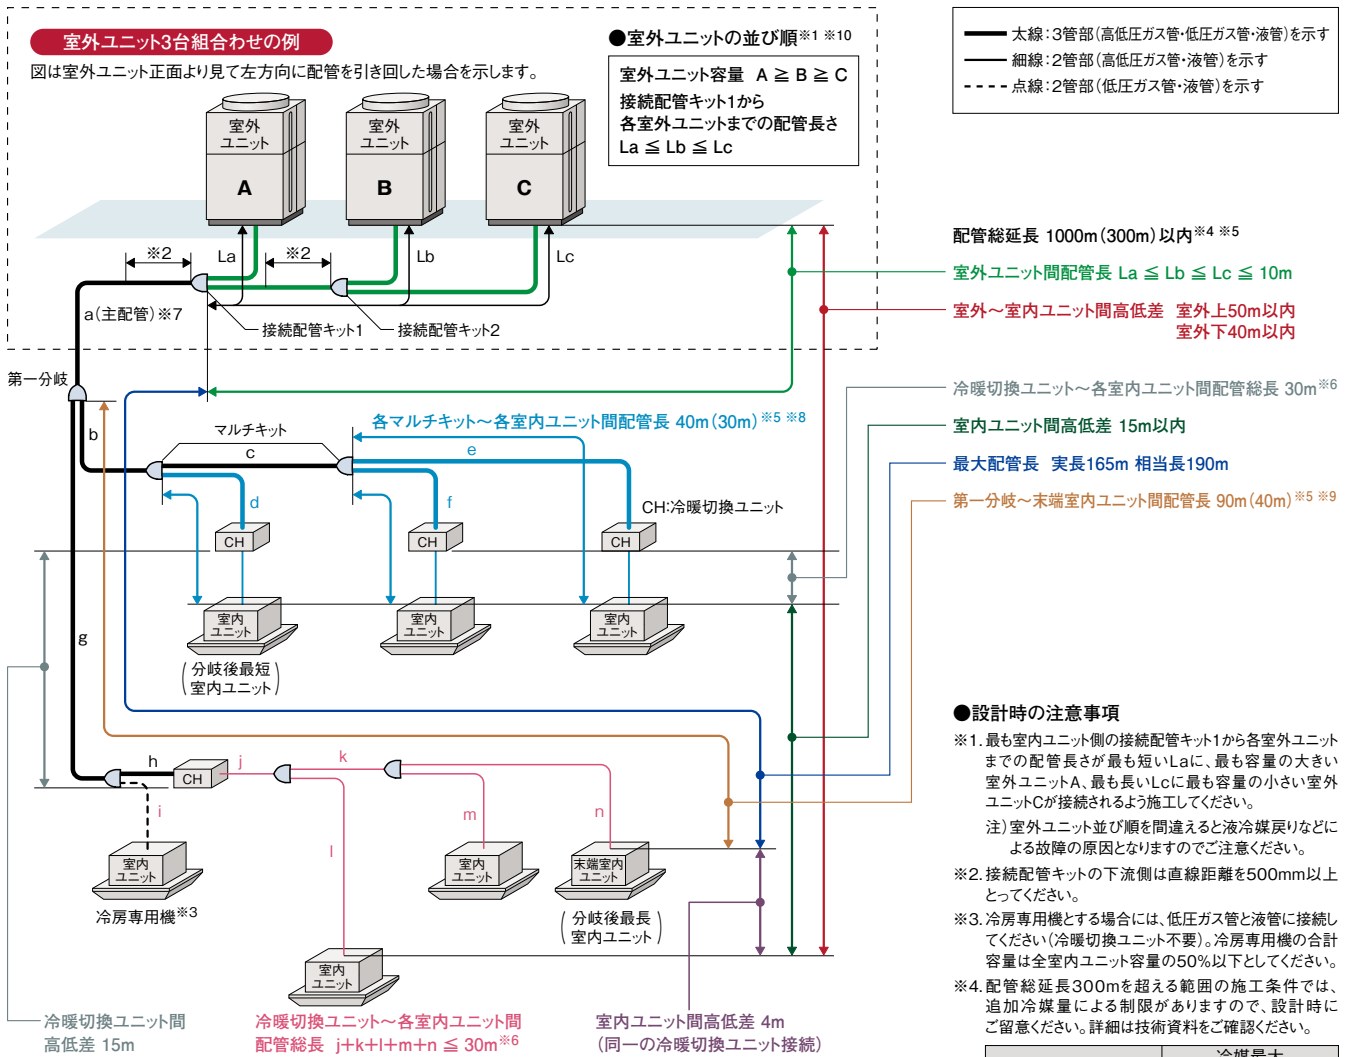 室外ユニット3台組合わせの例
図は室外ユニット正面より見て左方向に配管を引き回した場合を示します。
●室外ユニットの並び順※1 ※10
室外ユニット容量 A ≧ B ≧ C
接続配管キット1から
各室外ユニットまでの配管長さ
La ≦ Lb ≦ Lc
太線：3管部（高低圧ガス管・低圧ガス管・液管）を示す
細線：2管部（高低圧ガス管・液管）を示す
点線：2管部（低圧ガス管・液管）を示す
室外
ユニット
A
室外
ユニット
B
室外
ユニット
C
※2
La
※2
Lb
Lc
a（主配管）※7
接続配管キット1
接続配管キット2
第一分岐
配管総延長 1000m（300m）以内※4 ※5
室外ユニット間配管長 La ≦ Lb ≦ Lc ≦ 10m
室外～室内ユニット間高低差 室外上50m以内
室外下40m以内
冷暖切換ユニット～各室内ユニット間配管総長 30m※6
室内ユニット間高低差 15m以内
最大配管長 実長165m 相当長190m
第一分岐～末端室内ユニット間配管長 90m（40m）※5 ※9
各マルチキット～各室内ユニット間配管長 40m（30m）※5 ※8
マルチキット
b
c
e
d
f
CH：冷暖切換ユニット
CH
CH
CH
室内
ユニット
室内
ユニット
室内
ユニット
（分岐後最短
室内ユニット）
g
h
CH
j
k
i
l
m
n
室内
ユニット
冷房専用機※3
室内
ユニット
末端室内
ユニット
（分岐後最長
室内ユニット）
室内
ユニット
冷暖切換ユニット間
高低差 15m
冷暖切換ユニット～各室内ユニット間
配管総長 j+k+l+m+n ≦ 30m※6
室内ユニット間高低差 4m
（同一の冷暖切換ユニット接続）
●設計時の注意事項
※1. 最も室内ユニット側の接続配管キット1から各室外ユニット
までの配管長さが最も短いLaに、最も容量の大きい
室外ユニットA、最も長いLcに最も容量の小さい室外
ユニットCが接続されるよう施工してください。
注）室外ユニット並び順を間違えると液冷媒戻りなどに
よる故障の原因となりますのでご注意ください。
※2. 接続配管キットの下流側は直線距離を500mm以上
とってください。
※3. 冷房専用機とする場合には、低圧ガス管と液管に接続し
てください（冷暖切換ユニット不要）。冷房専用機の合計
容量は全室内ユニット容量の50%以下としてください。
※4. 配管総延長300mを超える範囲の施工条件では、
追加冷媒量による制限がありますので、設計時に
ご留意ください。詳細は技術資料をご確認ください。
冷媒最大